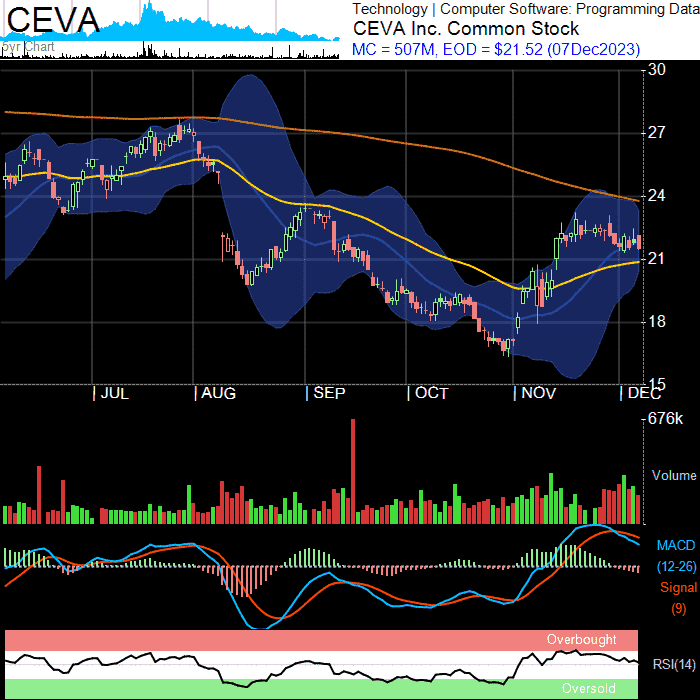 CEVA
5yr Chart
Technology | Computer Software: Programming Data
CEVA Inc. Common Stock
MC = 507M, EOD = $21.52 (07Dec2023)
30
27
24
21
18
15
JUL
AUG
SEP
OCT
NOV
DEC
676k
Volume
MACD
(12-26)
Signal
(9)
Overbought
RSI(14)
Oversold